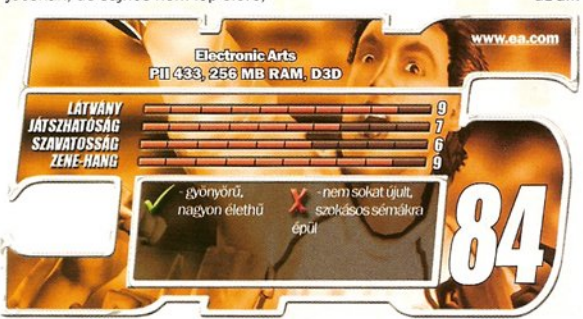 www.ea.com
Electronic Arts
PII 433, 256 MB RAM, D3D
LÁTVÁNY 9
JÁTSZHATÓSÁG 7
SZAVATOSSÁG 6
ZENE-HANG 9
- gyönyörű,
nagyon élethű
- nem sokat újult,
szokásos sémákra
épül
84